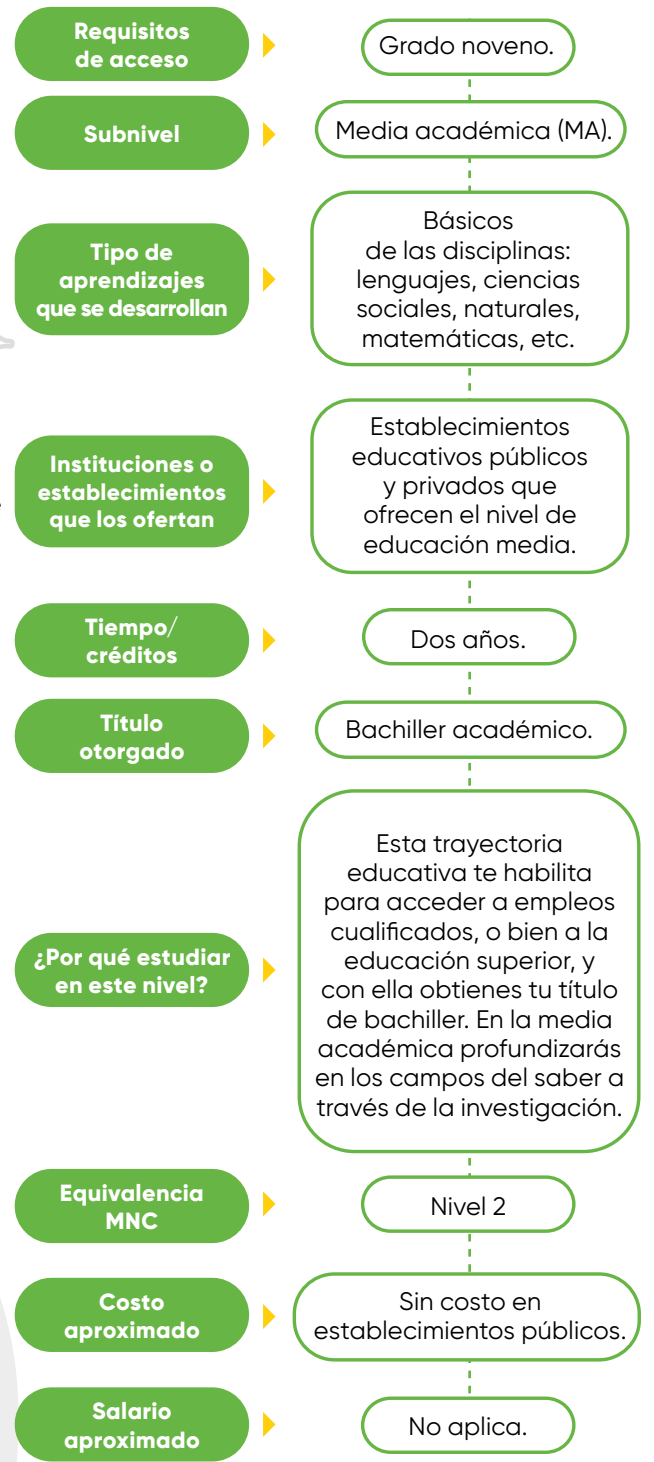 Requisitos
de acceso
Grado noveno.
Subnivel
Media académica (MA).
Tipo de
aprendizajes
que se desarrollan
Básicos
de las disciplinas:
lenguajes, ciencias
sociales, naturales,
matemáticas, etc.
Instituciones o
establecimientos
que los ofertan
Establecimientos
educativos públicos
y privados que
ofrecen el nivel de
educación media.
Tiempo/
créditos
Dos años.
Título
otorgado
Bachiller académico.
¿Por qué estudiar
en este nivel?
Esta trayectoria
educativa te habilita
para acceder a empleos
cualificados, o bien a la
educación superior, y
con ella obtienes tu título
de bachiller. En la media
académica profundizarás
en los campos del saber a
través de la investigación.
Equivalencia
MNC
Nivel 2
Costo
aproximado
Sin costo en
establecimientos públicos.
Salario
aproximado
No aplica.